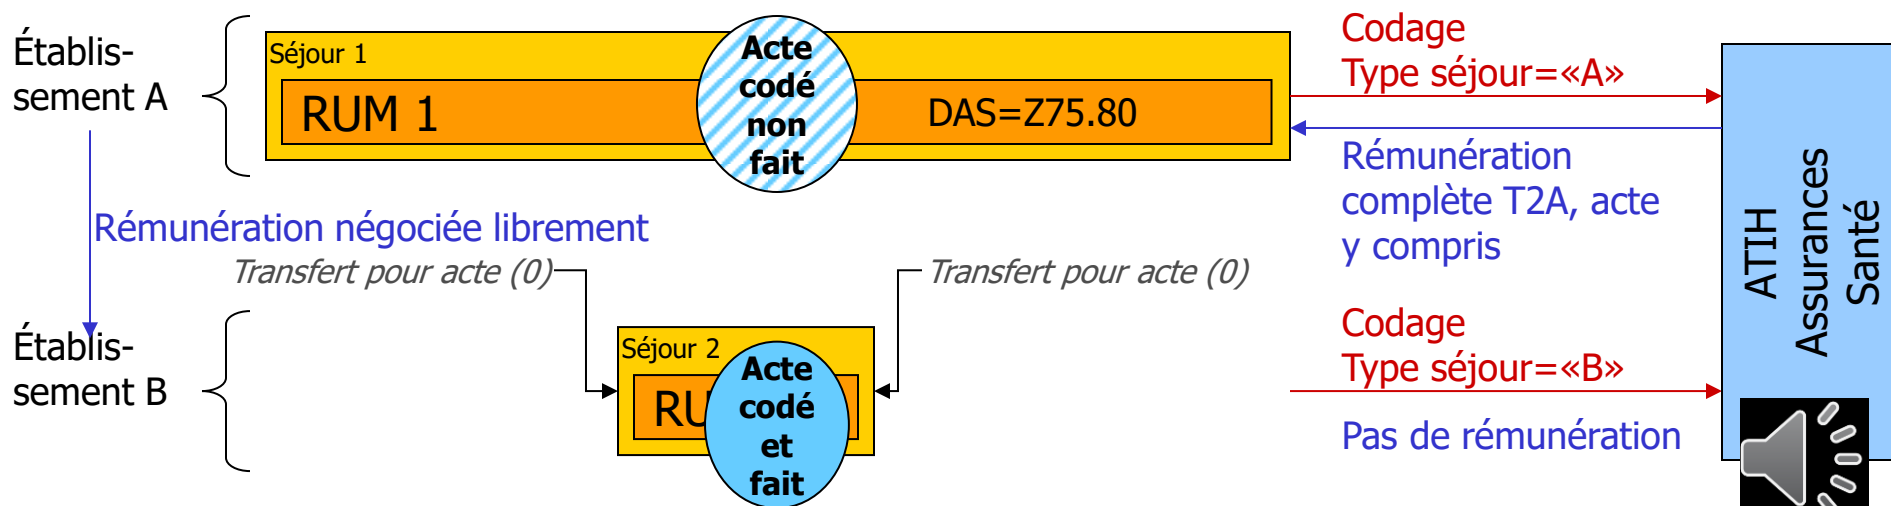 Établis-
sement A
Séjour 1
RUM 1
Acte
codé
non
fait
DAS=Z75.80
Codage
Type séjour=«A»
Rémunération
complète T2A, acte
y compris
Rémunération négociée librement
Transfert pour acte (0)
Transfert pour acte (0)
Établis-
sement B
Séjour 2
RU
Acte
codé
et
fait
Codage
Type séjour=«B»
Pas de rémunération
ATIH
Assurances
Santé